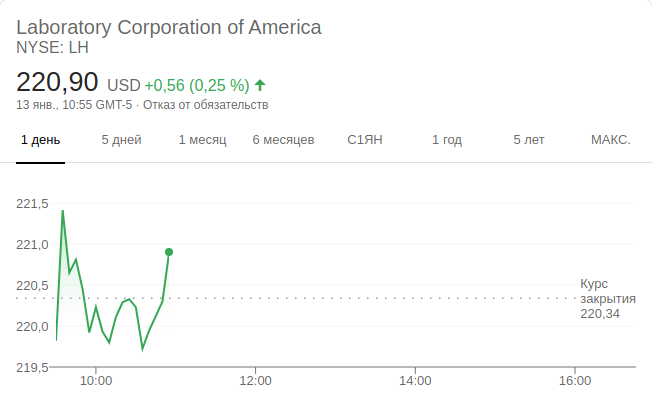 Laboratory Corporation of America
NYSE: LH
220,90 USD +0,56 (0,25 %)
13 янв., 10:55 GMT-5 · Отказ от обязательств
1 день 5 дней 1 месяц 6 месяцев С1ЯН 1 год 5 лет МАКС.
221,5
221,0
220,5
220,0
219,5
Курс
закрытия
220,34
10:00 12:00 14:00 16:00